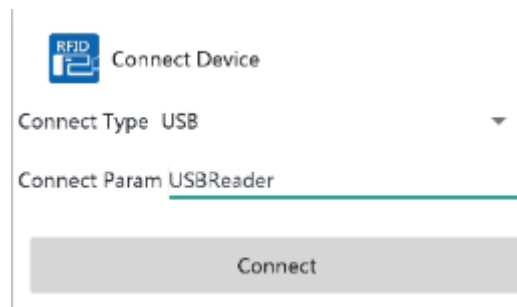 RFID
Connect Device
Connect Type USB
Connect Param USBReader
Connect